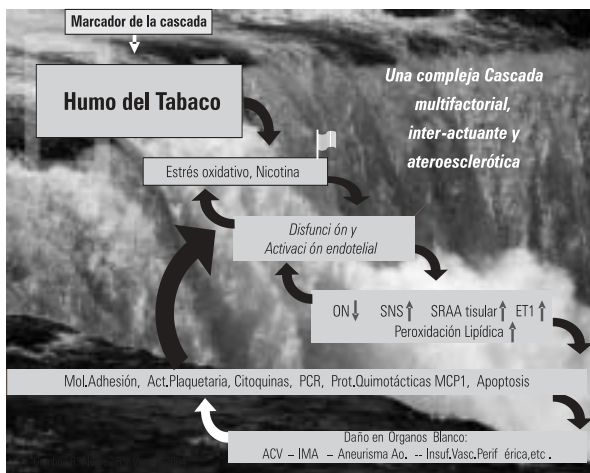 Marcador de la cascada
Humo del Tabaco
Una compleja Cascada
multifactorial,
inter-actuante y
ateroesclerótica
Estrés oxidativo, Nicotina
Disfunci ón y
Activaci ón endotelial
ON↓ SNS↑ SRAA tisular↑ ET1↑
Peroxidación Lipídica↑
Mol.Adhesión, Act.Plaquetaria, Citoquinas, PCR, Prot.Quimotácticas MCP1, Apoptosis
Daño en Organos Blanco:
ACV – IMA – Aneurisma Ao. -- Insuf.Vasc.Perif érica,etc .